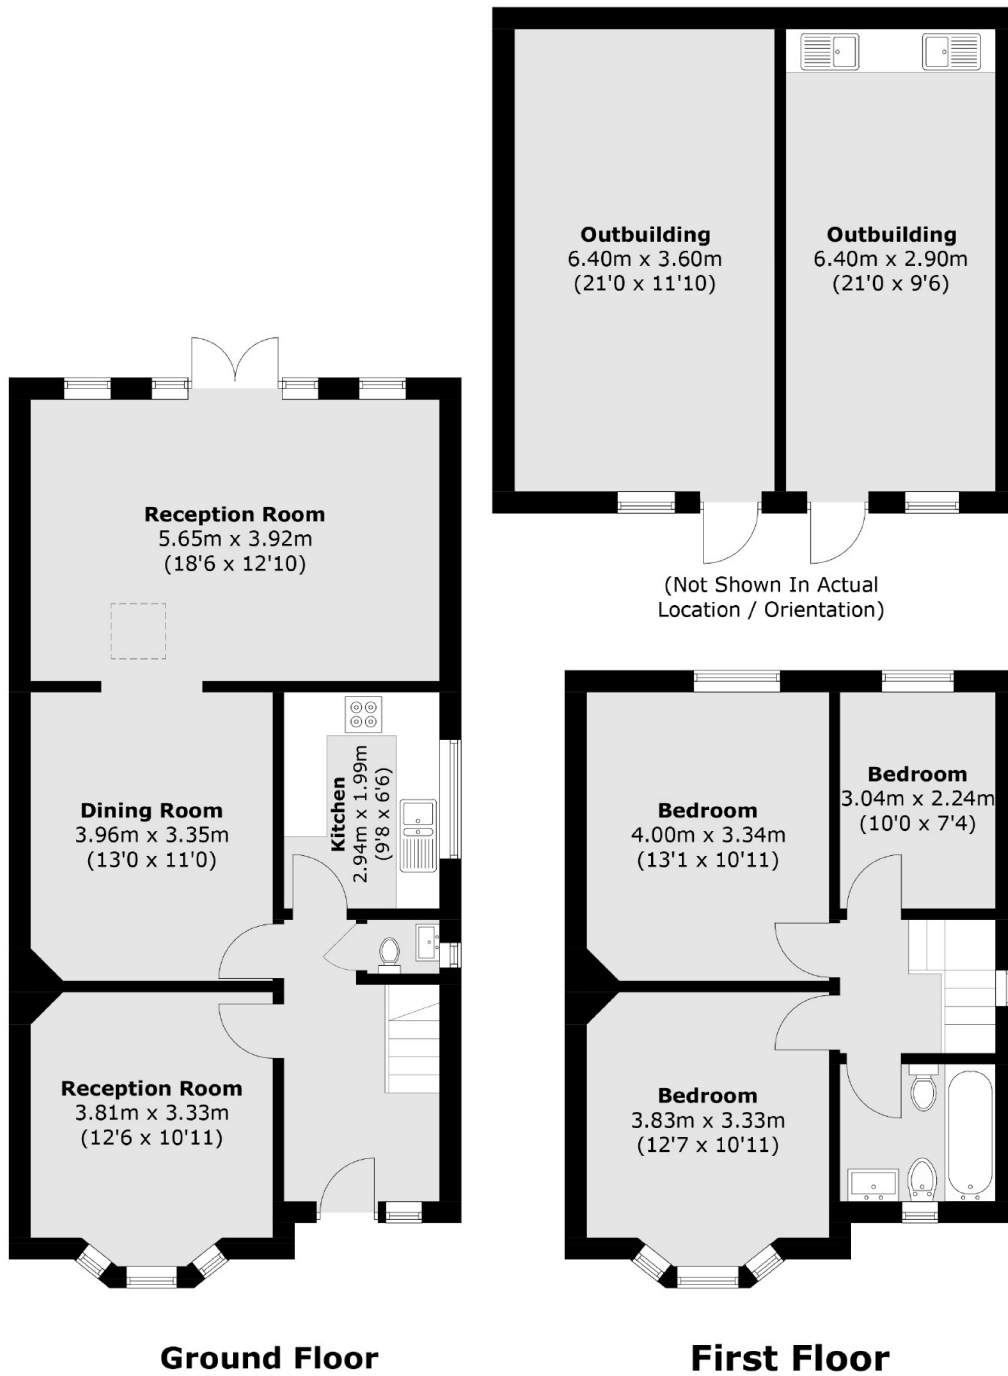 Outbuilding
6.40m x 3.60m
(21'0 x 11'10)
Outbuilding
6.40m x 2.90m
(21'0 x 9'6)
(Not Shown In Actual
Location / Orientation)
Reception Room
5.65m x 3.92m
(18'6 x 12'10)
Dining Room
3.96m x 3.35m
(13'0 x 11'0)
Kitchen
2.94m x 1.99m
(9'8 x 6'6)
Reception Room
3.81m x 3.33m
(12'6 x 10'11)
Ground Floor
Bedroom
4.00m x 3.34m
(13'1 x 10'11)
Bedroom
3.04m x 2.24m
(10'0 x 7'4)
Bedroom
3.83m x 3.33m
(12'7 x 10'11)
First Floor